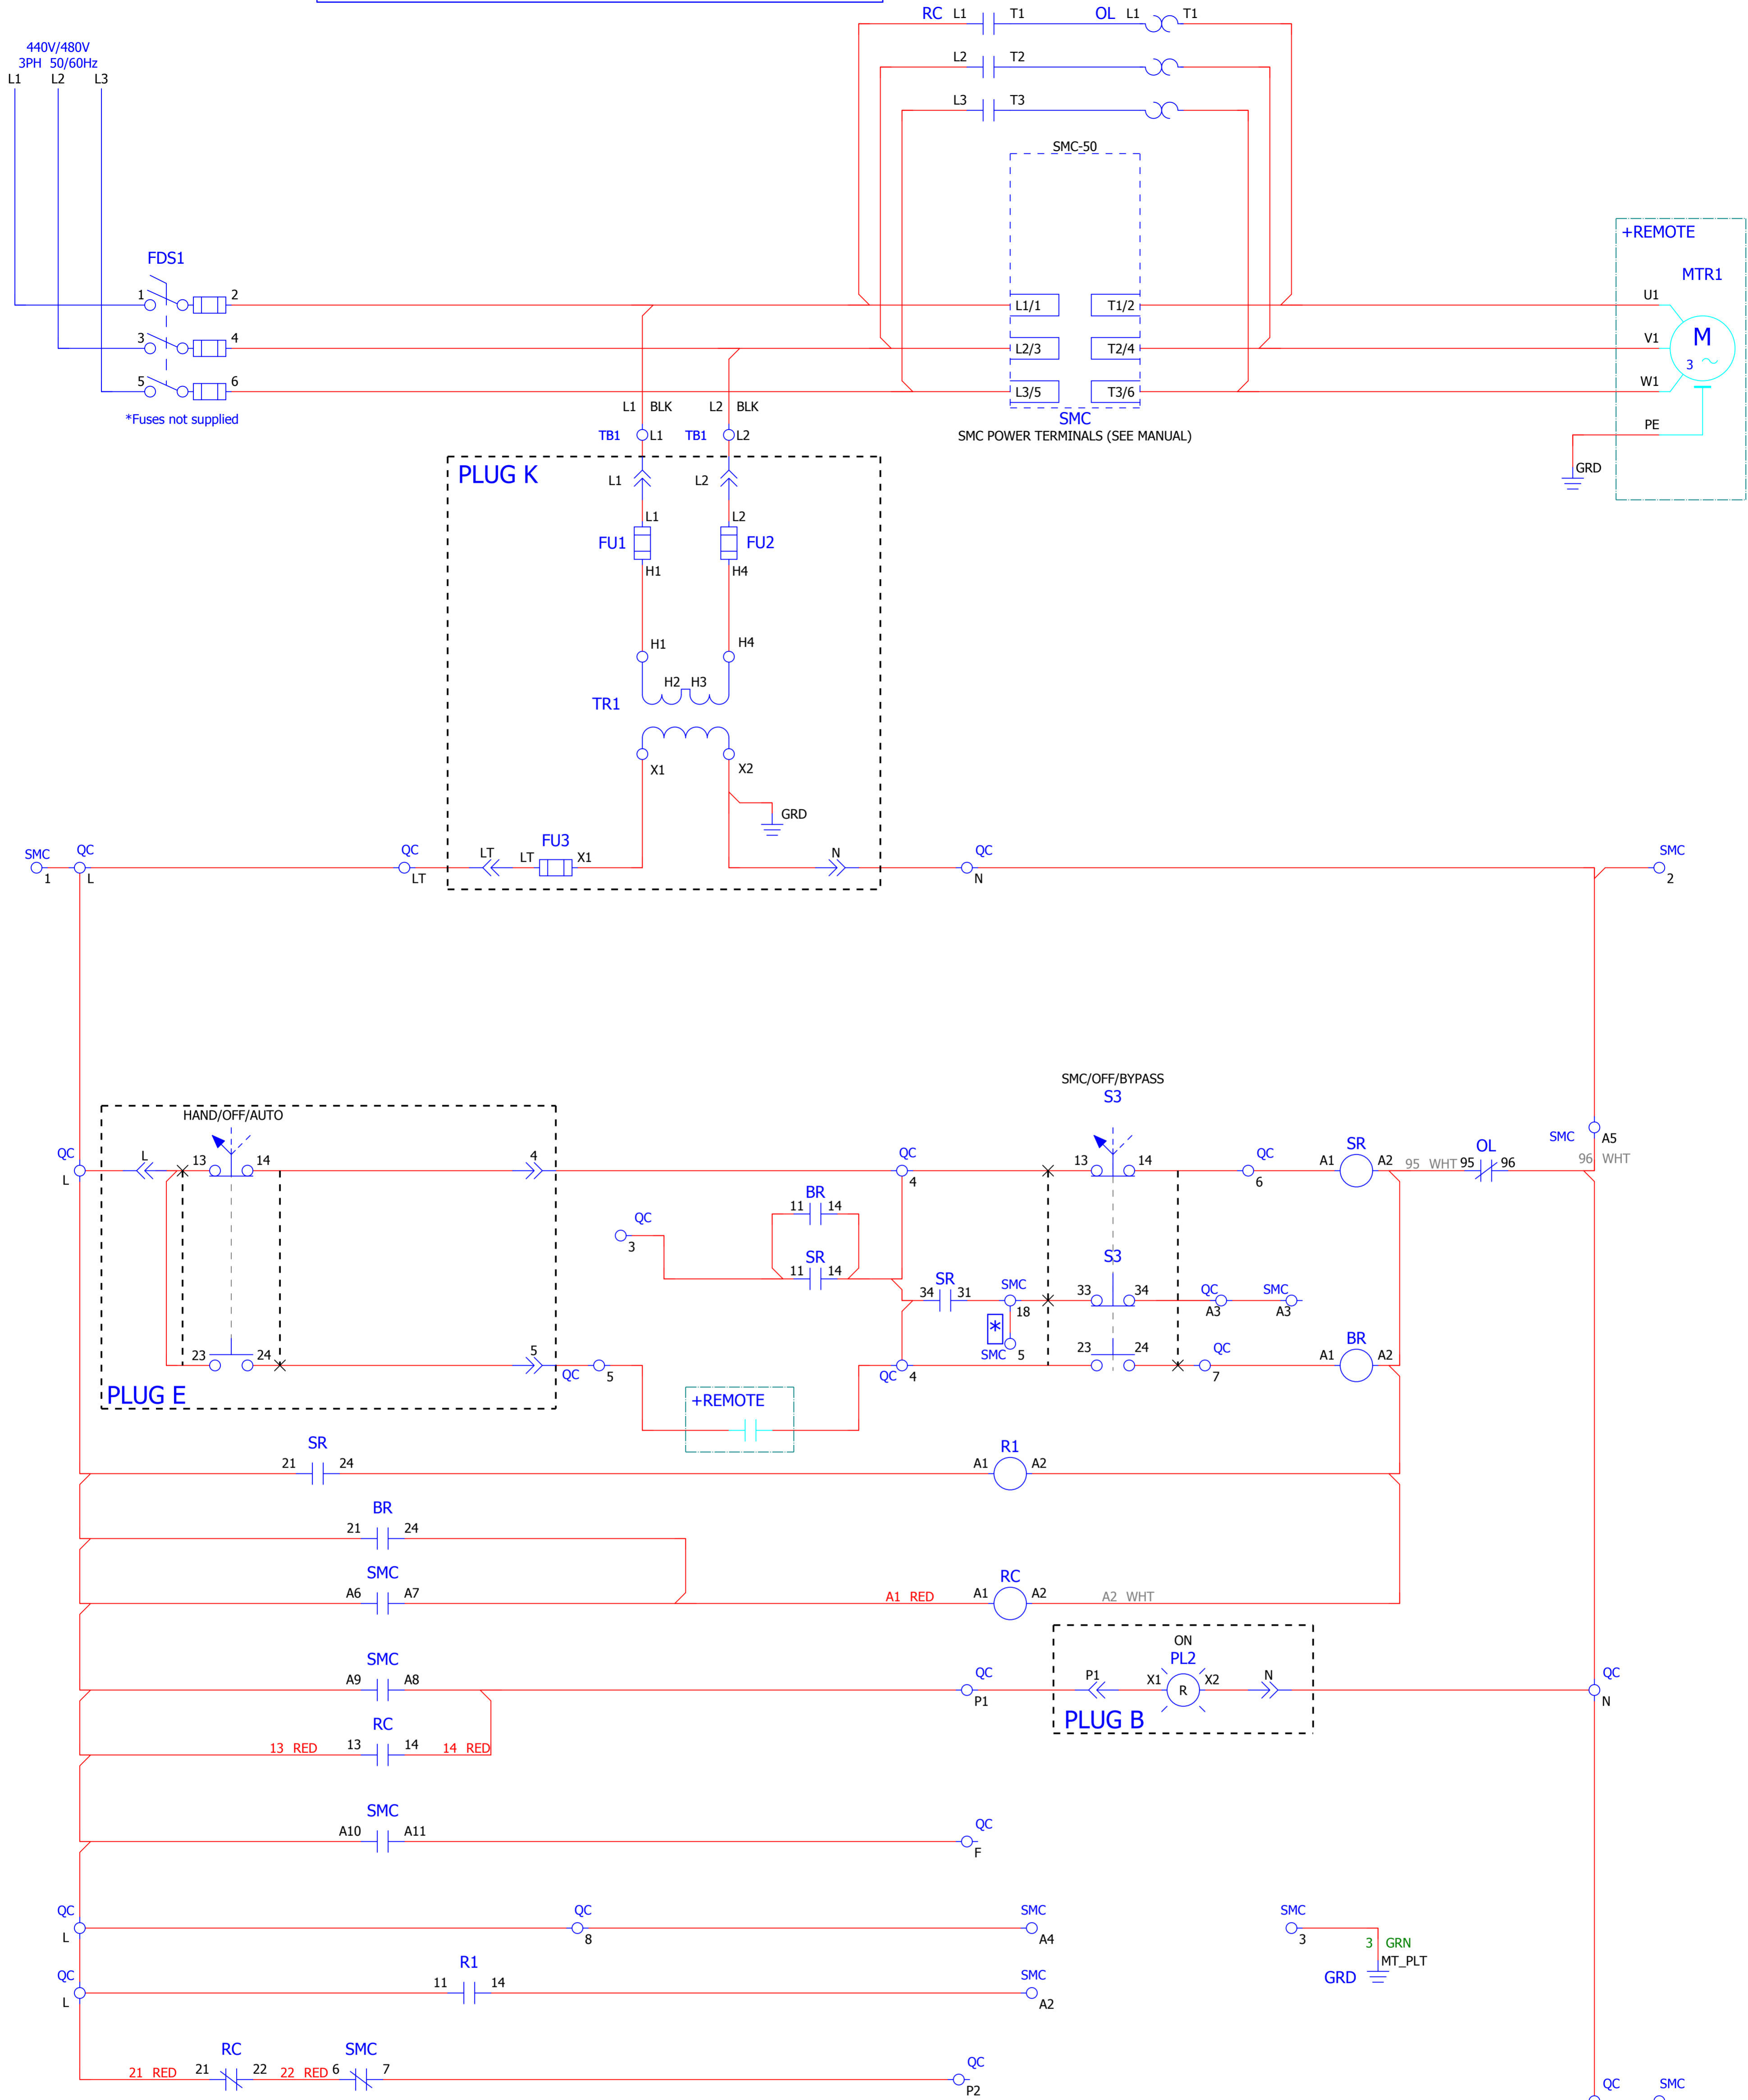 RC L1 T1 OL L1 T1
440V/480V
3PH 50/60Hz
L1 L2 L3
L2 T2
L3 T3
SMC-50
+REMOTE
FDS1
MTR1
1 2 L1/1 T1/2 U1
3 4 L2/3 T2/4 V1 M
3
5 6 L3/5 T3/6 W1
*Fuses not supplied
L1 BLK L2 BLK
SMC
PE
TB1 L1 TB1 L2
SMC POWER TERMINALS (SEE MANUAL)
GRD
PLUG K
L1 L2
L1 L2
FU1 FU2
H1 H4
H1 H4
H2 H3
TR1
X1 X2
GRD
SMC QC QC FU3 QC SMC
LT LT X1 N
1 L LT N 2
SMC/OFF/BYPASS
S3
HAND/OFF/AUTO
SMC A5
QC L 13 14 4 QC 13 14 QC SR OL
A1 A2 95 WHT 95 96 96 WHT
L 4 6
BR
11 14
QC
3
SR
11 14
S3
SR SMC
34 31 33 34 QC SMC
18 A3 A3
*
SMC 5
23 24 5 QC 5 QC 4 23 24 QC BR
A1 A2
7
PLUG E
+REMOTE
SR R1
21 24 A1 A2
BR
21 24
SMC RC
A6 A7 A1 RED A1 A2 A2 WHT
ON
SMC PL2
A9 A8 QC P1 X1 R X2 N QC
P1 N
PLUG B
RC
13 RED 13 14 14 RED
SMC
A10 A11 QC
F
QC QC SMC SMC
L 8 A4 3
3 GRN
MT_PLT
GRD
QC R1 SMC
11 14
L A2
RC SMC
21 RED 21 22 22 RED 6 7 QC
P2
QC SMC